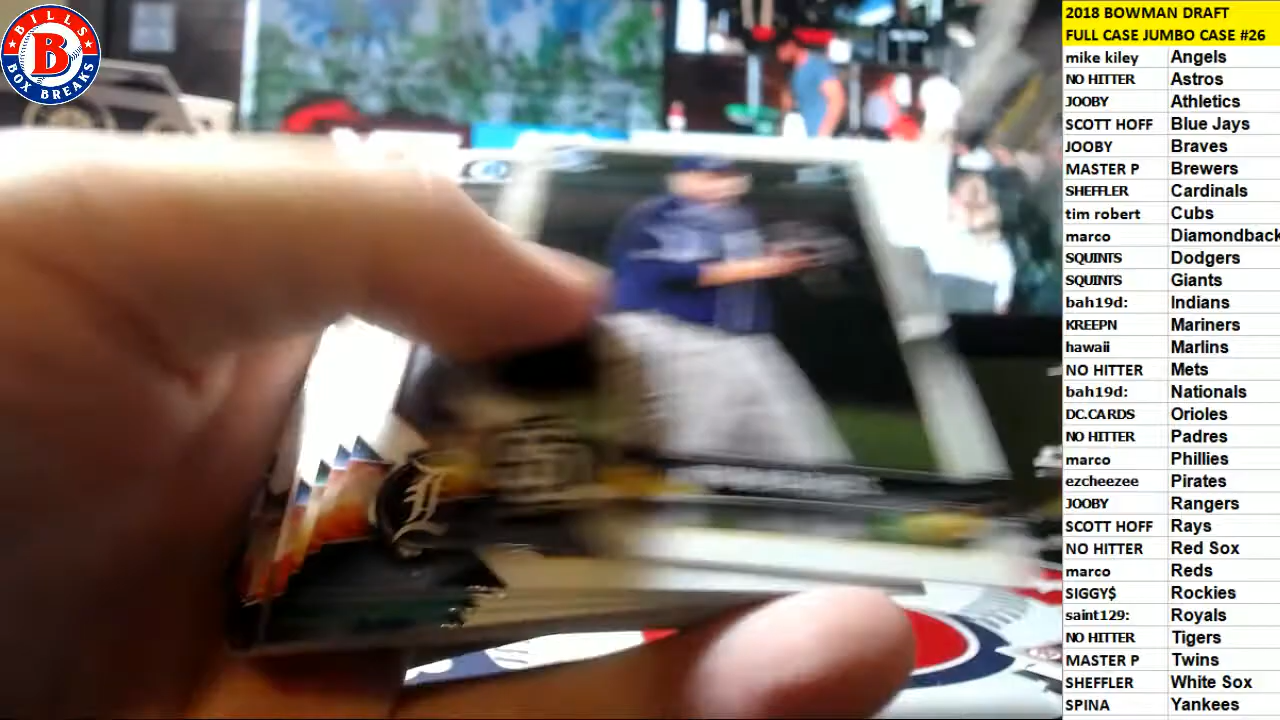 BILLS
B
BOX BREAKS
2018 BOWMAN DRAFT
FULL CASE JUMBO CASE #26
mike kiley Angels
NO HITTER Astros
JOOBY Athletics
SCOTT HOFF Blue Jays
JOOBY Braves
MASTER P Brewers
SHEFFLER Cardinals
tim robert Cubs
marco Diamondback
SQUINTS Dodgers
SQUINTS Giants
bah19d: Indians
KREEPN Mariners
hawaii Marlins
NO HITTER Mets
bah19d: Nationals
DC.CARDS Orioles
NO HITTER Padres
marco Phillies
ezcheezee Pirates
JOOBY Rangers
SCOTT HOFF Rays
NO HITTER Red Sox
marco Reds
SIGGY$ Rockies
saint129: Royals
NO HITTER Tigers
MASTER P Twins
SHEFFLER White Sox
SPINA Yankees
L